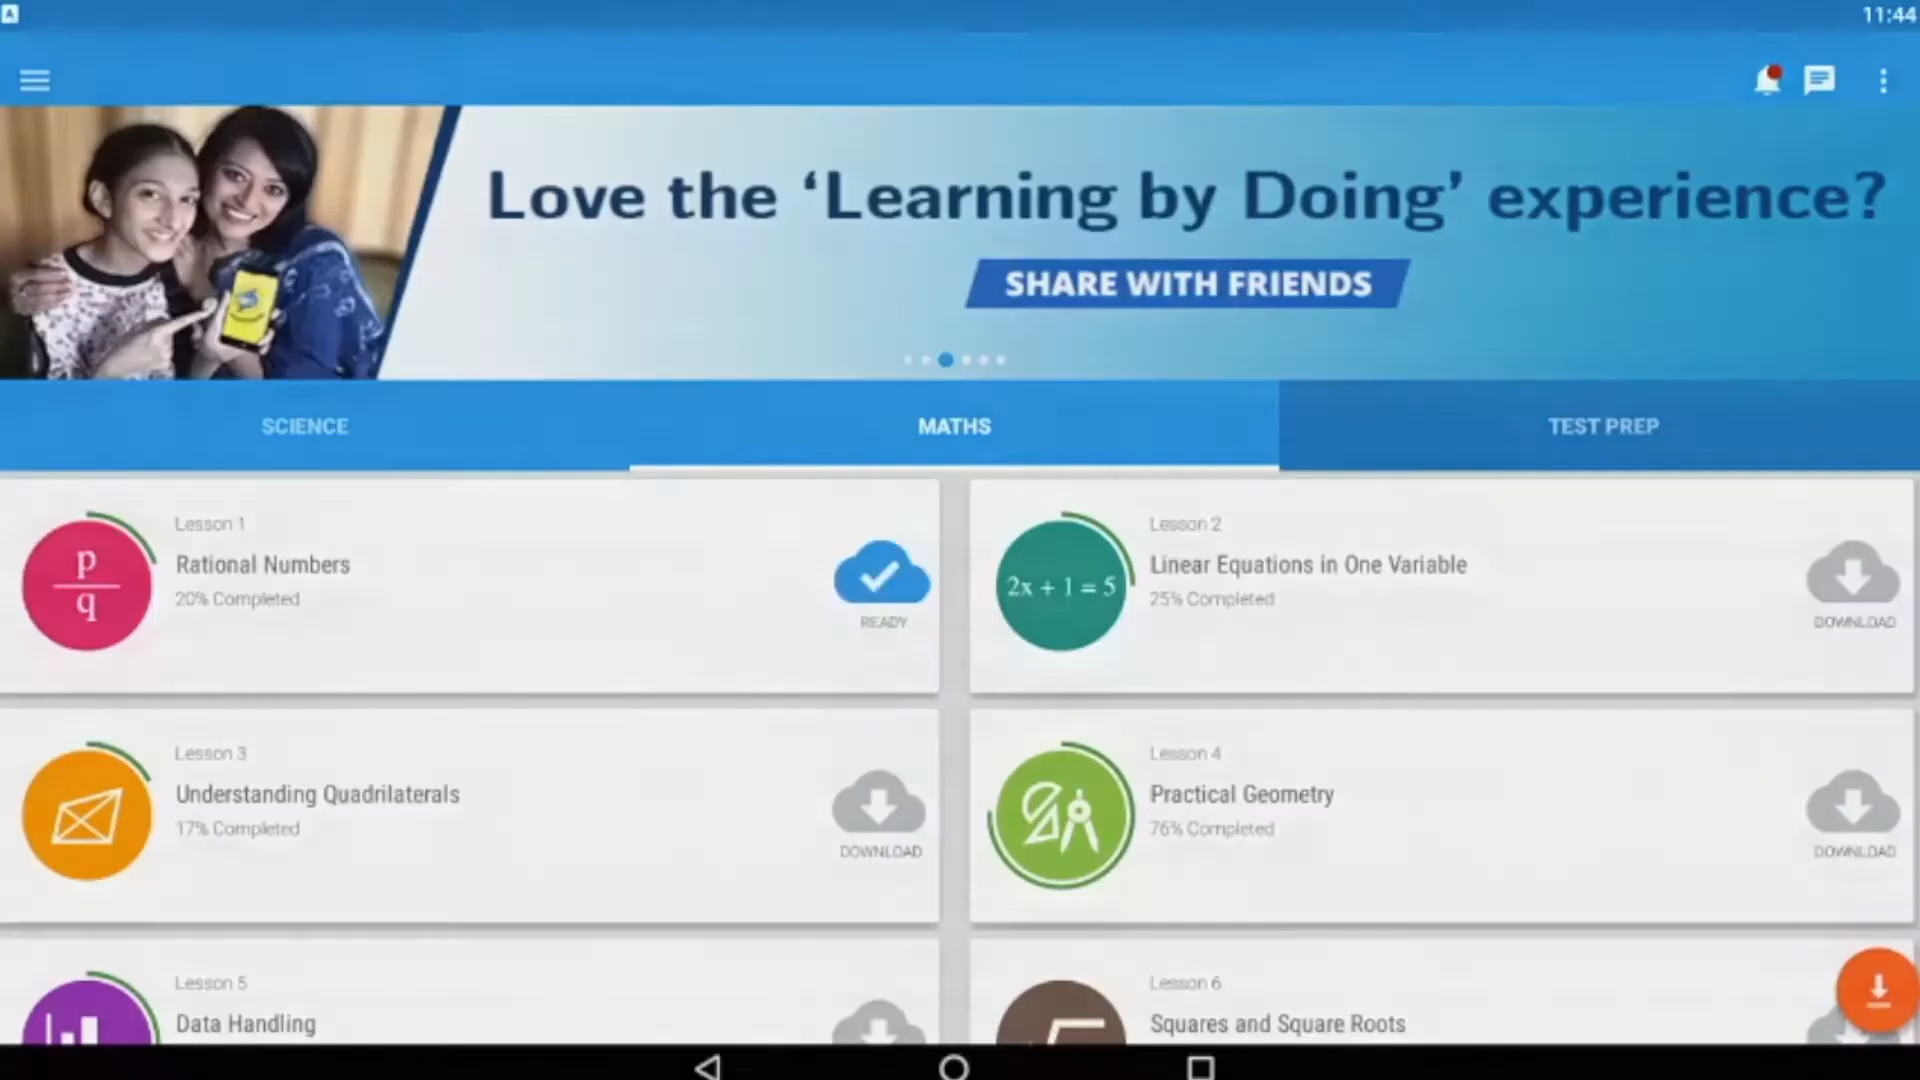 A
11:44
Love the ‘Learning by Doing’ experience?
SHARE WITH FRIENDS
SCIENCE
MATHS
TEST PREP
Lesson 1
Rational Numbers
20% Completed
p
q
READY
Lesson 2
Linear Equations in One Variable
25% Completed
2x + 1 = 5
DOWNLOAD
Lesson 3
Understanding Quadrilaterals
17% Completed
DOWNLOAD
Lesson 4
Practical Geometry
76% Completed
DOWNLOAD
Lesson 5
Data Handling
Lesson 6
Squares and Square Roots